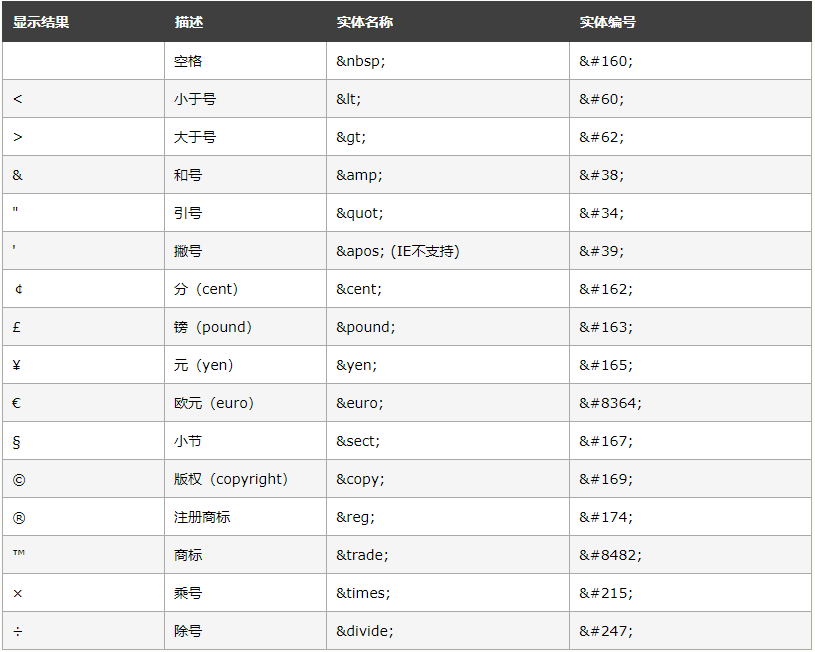 显示结果 描述 实体名称 实体编号
空格 &nbsp; &#160;
< 小于号 &lt; &#60;
> 大于号 &gt; &#62;
& 和号 &amp; &#38;
" 引号 &quot; &#34;
' 撇号 &apos; (IE不支持) &#39;
¢ 分（cent） &cent; &#162;
£ 镑（pound） &pound; &#163;
¥ 元（yen） &yen; &#165;
€ 欧元（euro） &euro; &#8364;
§ 小节 &sect; &#167;
© 版权（copyright） &copy; &#169;
® 注册商标 &reg; &#174;
™ 商标 &trade; &#8482;
× 乘号 &times; &#215;
÷ 除号 &divide; &#247;